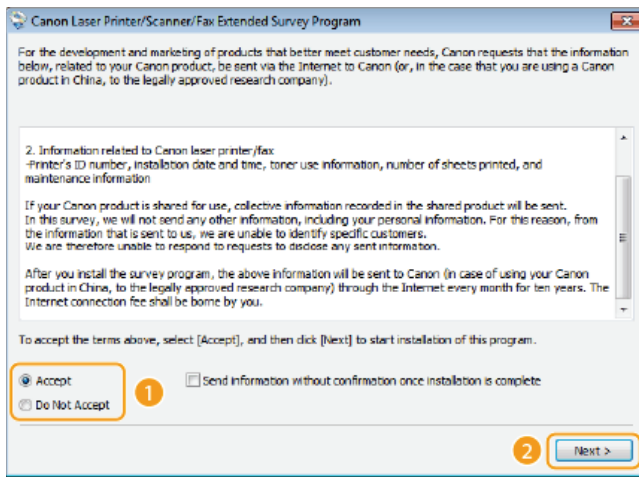 Canon Laser Printer/Scanner/Fax Extended Survey Program
For the development and marketing of products that better meet customer needs, Canon requests that the information
below, related to your Canon product, be sent via the Internet to Canon (or, in the case that you are using a Canon
product in China, to the legally approved research company).
2. Information related to Canon laser printer/fax
-Printer's ID number, installation date and time, toner use information, number of sheets printed, and
maintenance information
If your Canon product is shared for use, collective information recorded in the shared product will be sent.
In this survey, we will not send any other information, including your personal information. For this reason, from
the information that is sent to us, we are unable to identify specific customers.
We are therefore unable to respond to requests to disclose any sent information.
After you install the survey program, the above information will be sent to Canon (in case of using your Canon
product in China, to the legally approved research company) through the Internet every month for ten years. The
Internet connection fee shall be borne by you.
To accept the terms above, select [Accept], and then click [Next] to start installation of this program.
Accept 1 Send information without confirmation once installation is complete
Do Not Accept
2 Next >